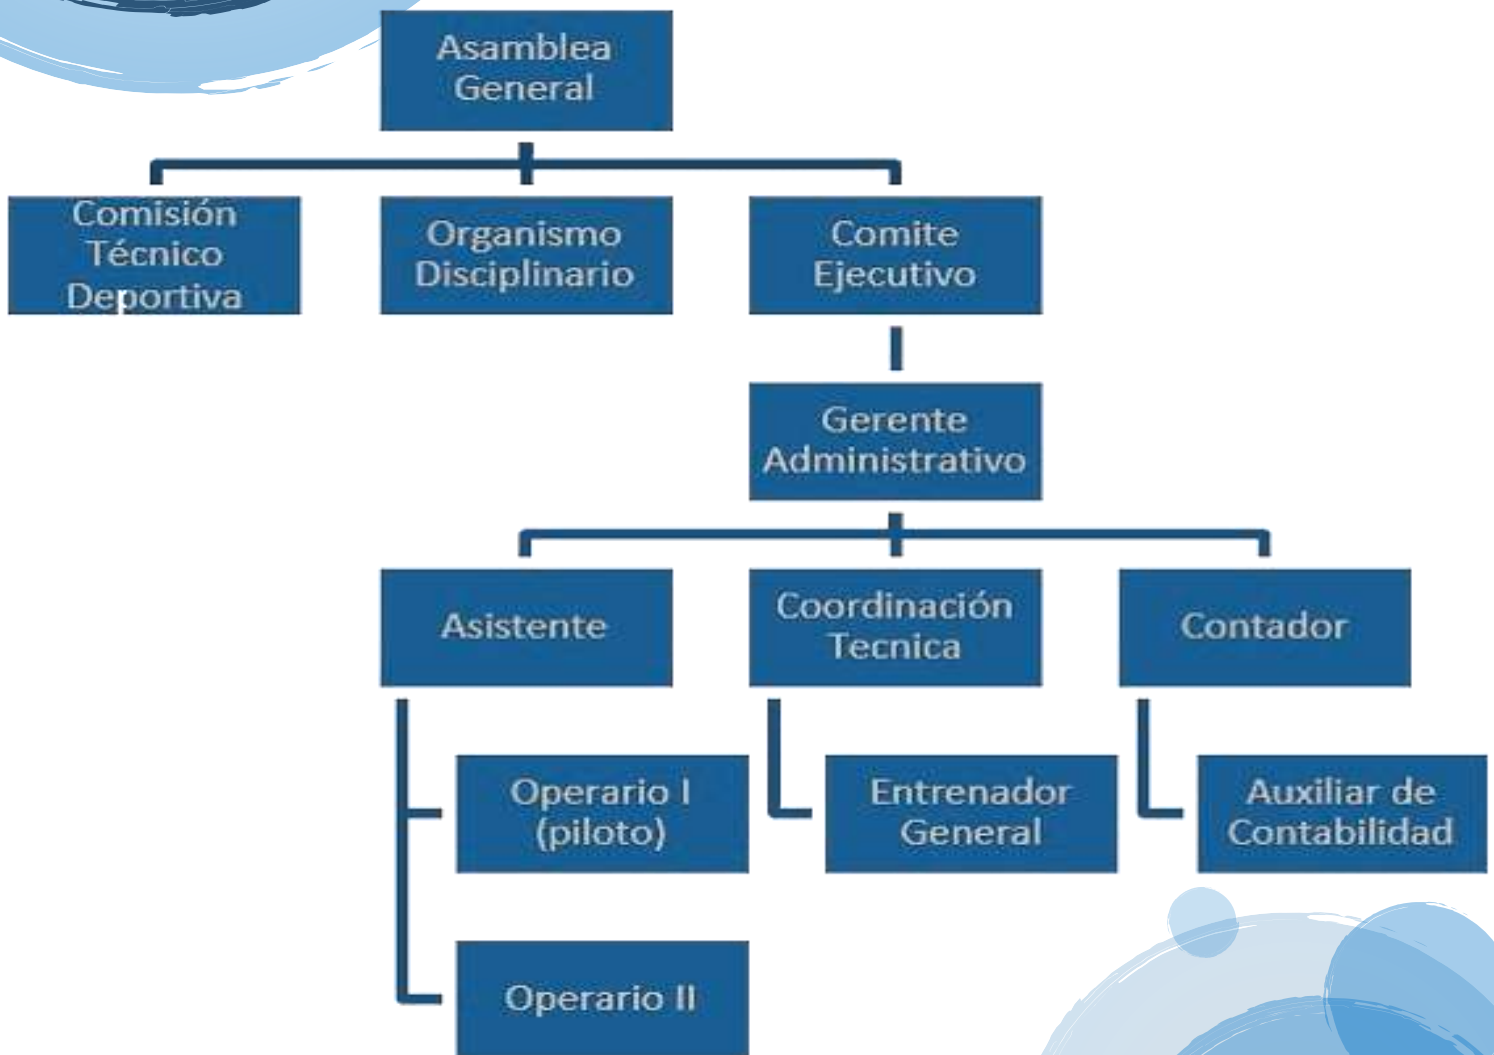 Asamblea
General
Comisión
Técnico
Deportiva
Organismo
Disciplinario
Comite
Ejecutivo
Gerente
Administrativo
Asistente
Coordinación
Tecnica
Contador
Operario I
(piloto)
Entrenador
General
Auxiliar de
Contabilidad
Operario II